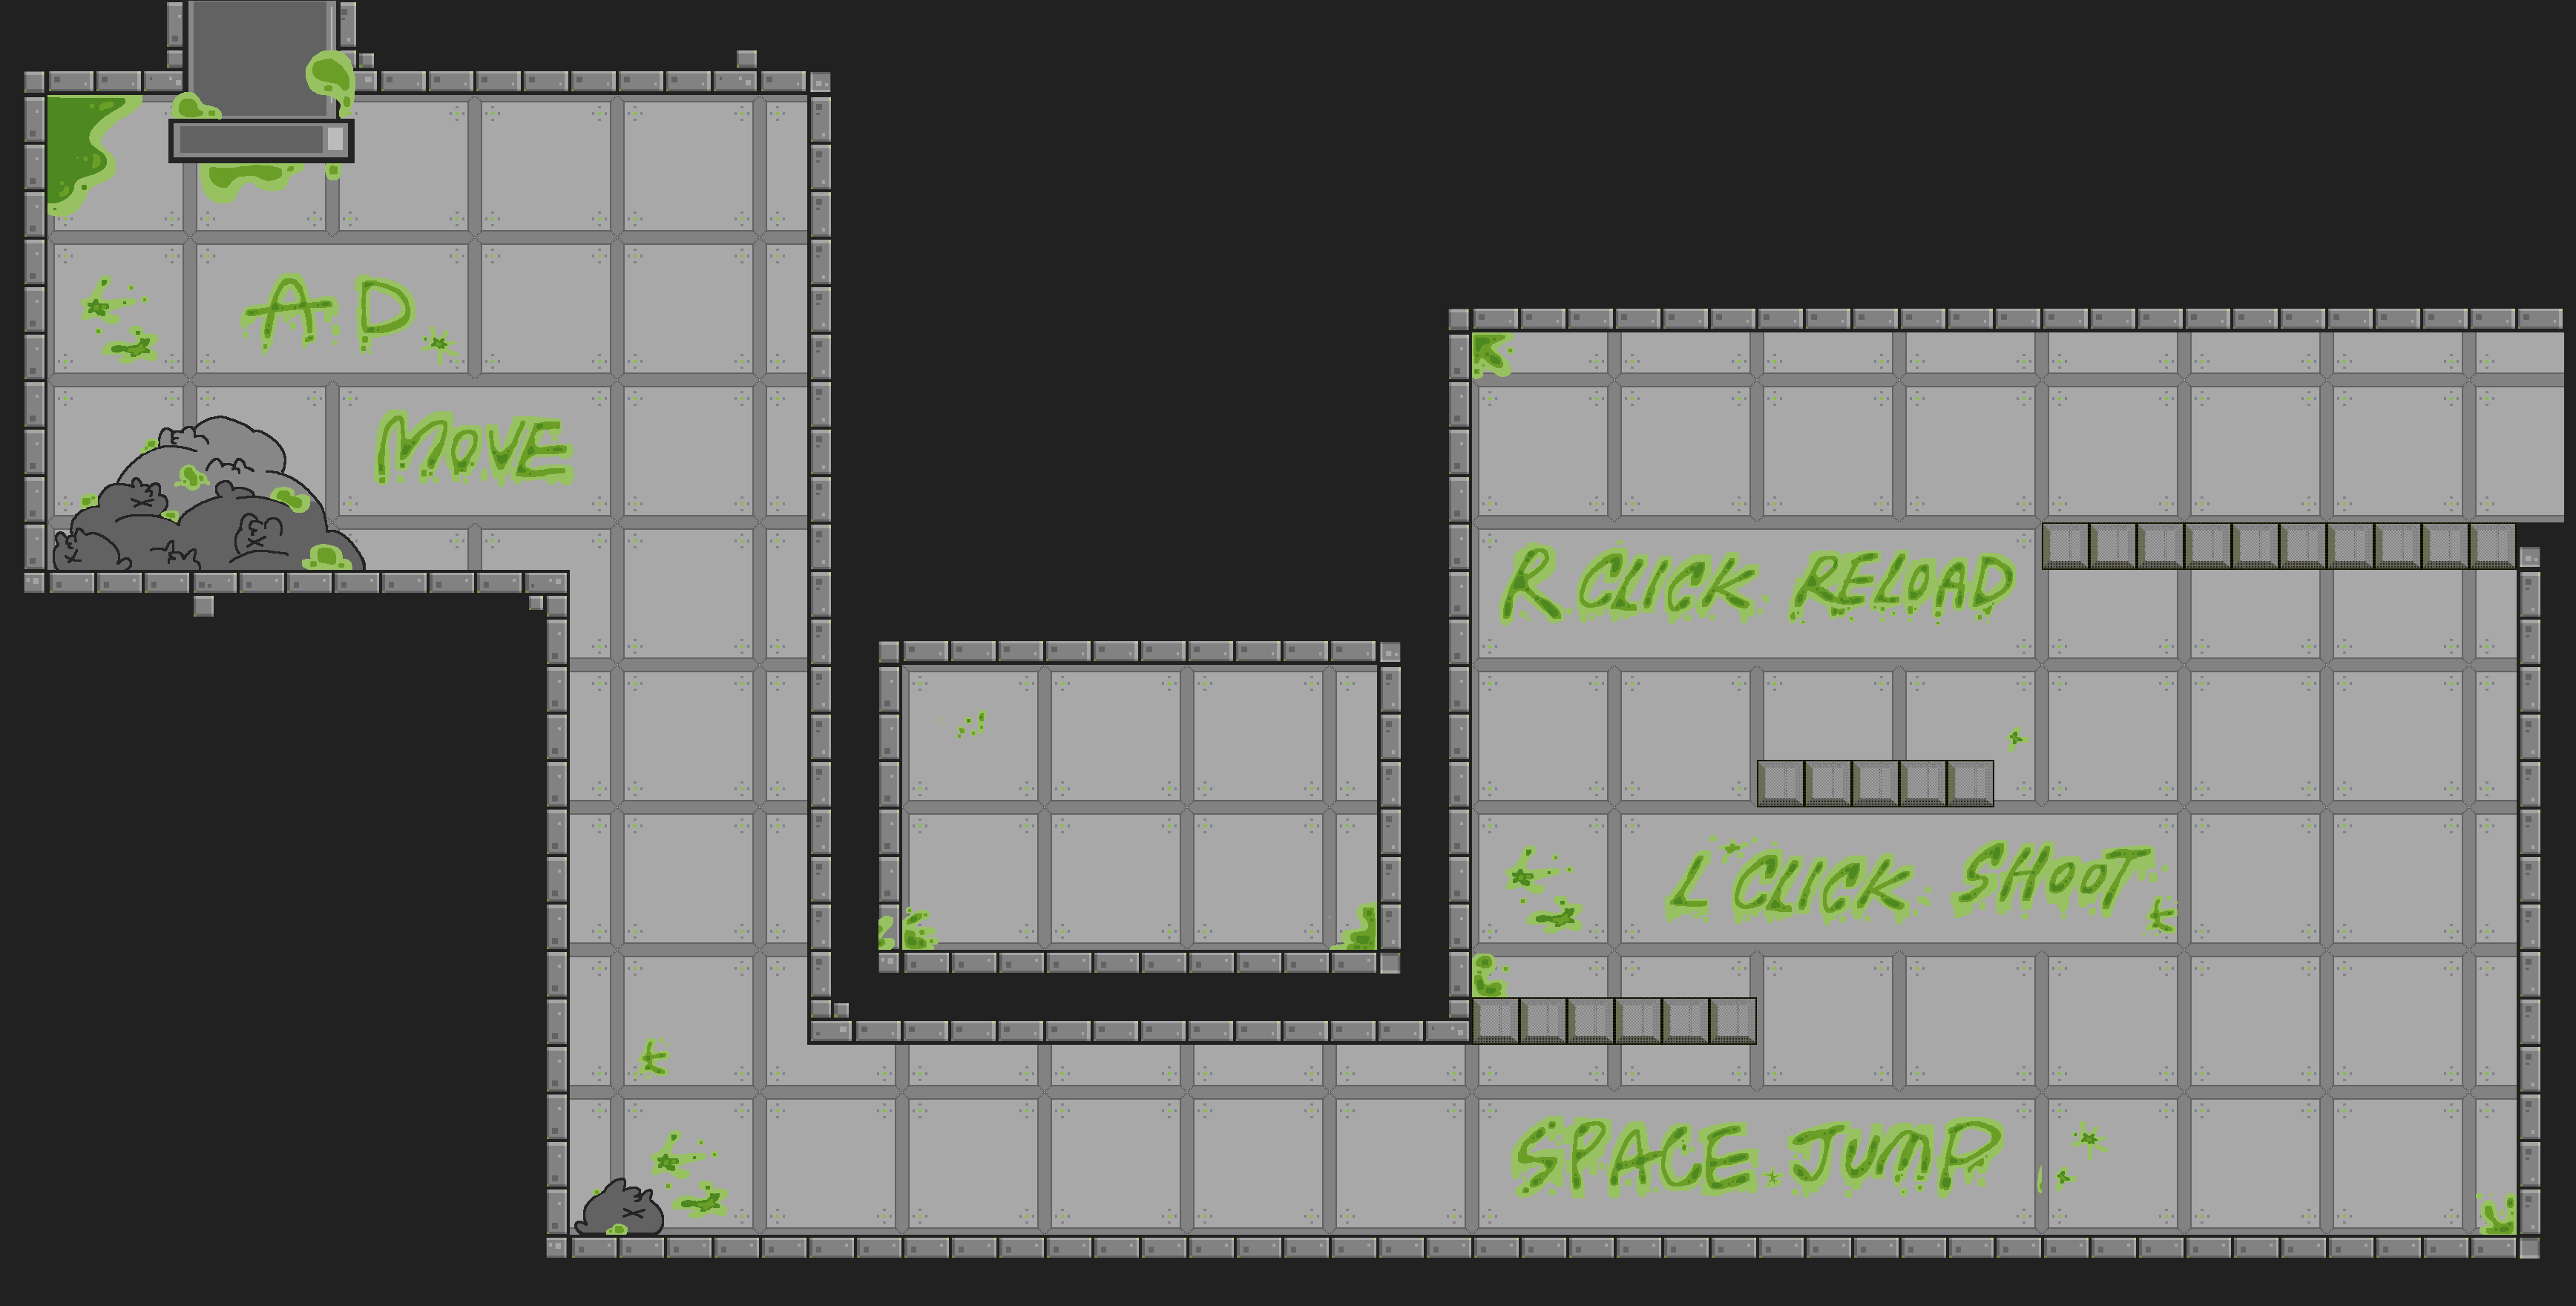 A D
MOVE
R CLICK RELOAD
L CLICK SHOOT
SPACE JUMP